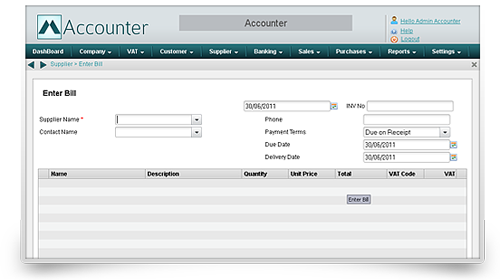 Accounter
Accounter
Hello Admin Accounter
Help
Logout
DashBoard Company VAT Customer Supplier Banking Sales Purchases Reports Settings
Supplier > Enter Bill
Enter Bill
30/06/2011 INV No
Supplier Name * Phone
Contact Name Payment Terms Due on Receipt
Due Date 30/06/2011
Delivery Date 30/06/2011
Name Description Quantity Unit Price Total VAT Code VAT
Enter Bill